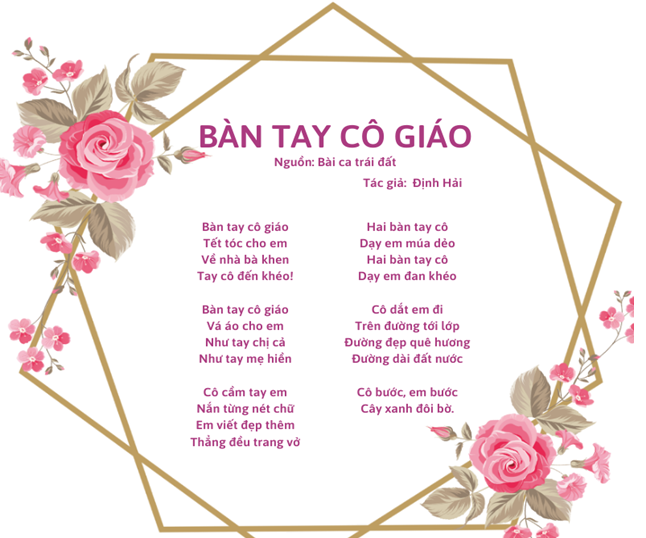 BÀN TAY CÔ GIÁO
Nguồn: Bài ca trái đất
Tác giả: Định Hải
Bàn tay cô giáo
Tết tóc cho em
Về nhà bà khen
Tay cô đến khéo!
Bàn tay cô giáo
Vá áo cho em
Như tay chị cả
Như tay mẹ hiền
Cô cầm tay em
Nắn từng nét chữ
Em viết đẹp thêm
Thẳng đều trang vở
Hai bàn tay cô
Dạy em múa dẻo
Hai bàn tay cô
Dạy em đan khéo
Cô dắt em đi
Trên đường tới lớp
Đường đẹp quê hương
Đường dài đất nước
Cô bước, em bước
Cây xanh đôi bờ.